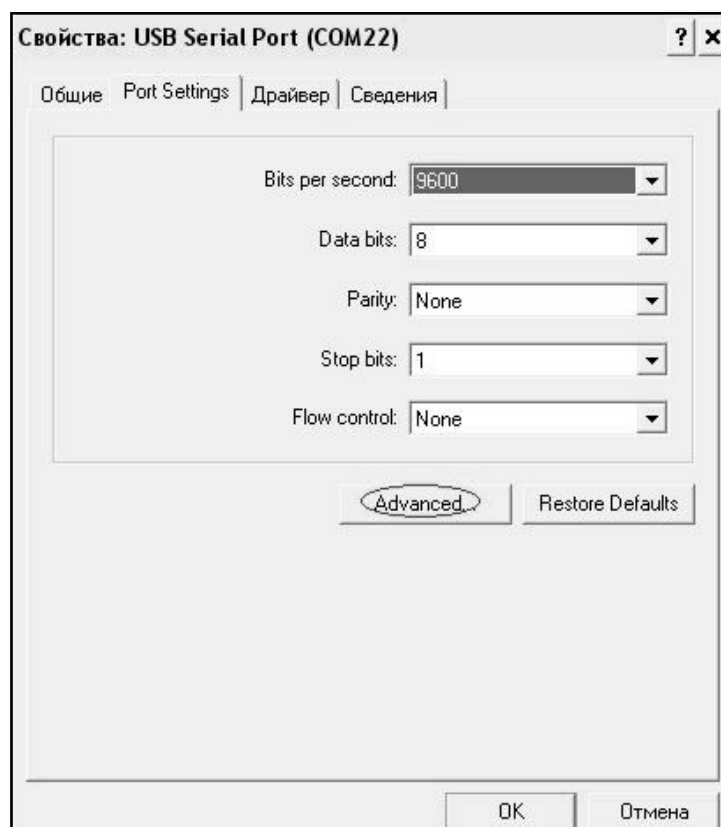 Свойства: USB Serial Port (COM22) ? ×
Общие Port Settings Драйвер Сведения
Bits per second: 9600
Data bits: 8
Parity: None
Stop bits: 1
Flow control: None
Advanced... Restore Defaults
OK Отмена